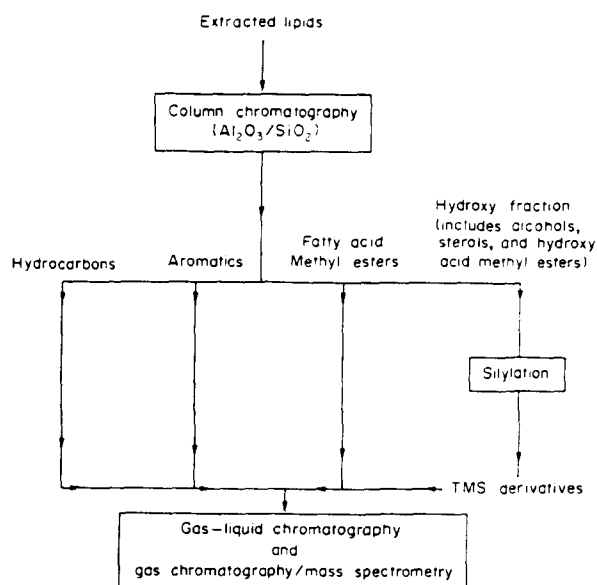 Extracted lipids
Column chromatography
(Al₂O₃/SiO₂)
Hydrocarbons
Aromatics
Fatty acid
Methyl esters
Hydroxy fraction
(includes alcohols,
sterols, and hydroxy
acid methyl esters)
Silylation
TMS derivatives
Gas–liquid chromatography
and
gas chromatography/mass spectrometry